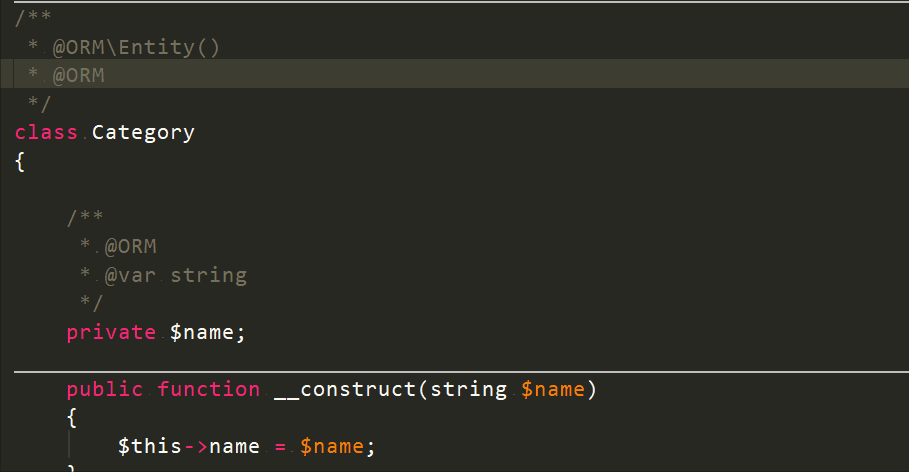 /**
 * @ORM\Entity()
 * @ORM
 */
class Category
{
    /**
     * @ORM
     * @var string
     */
    private $name;
    public function __construct(string $name)
    {
        $this->name = $name;
    }